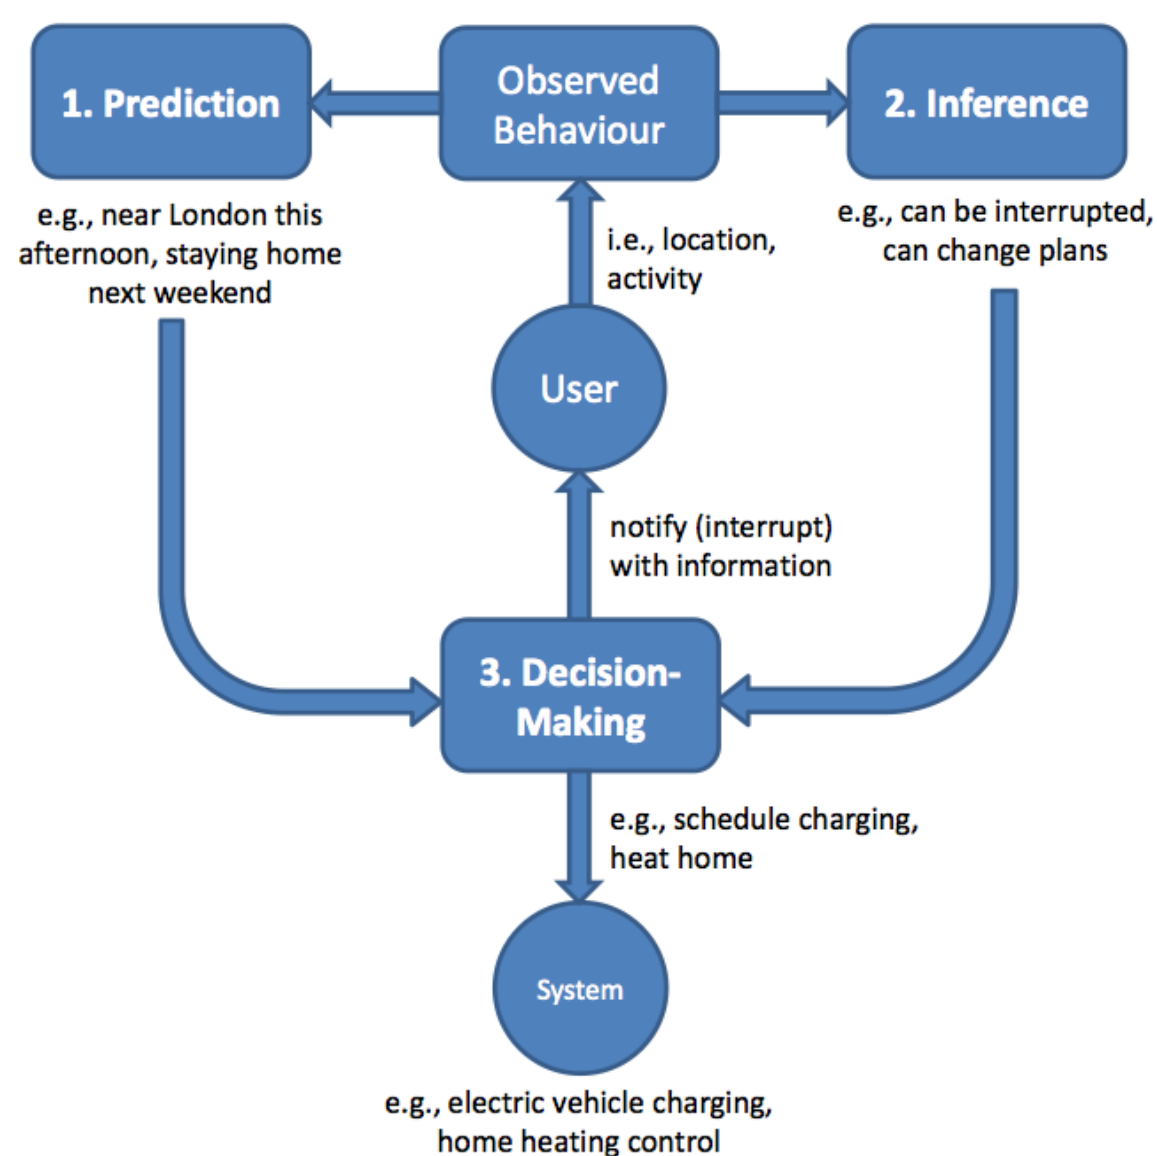 1. Prediction
Observed
Behaviour
2. Inference
e.g., near London this
afternoon, staying home
next weekend
i.e., location,
activity
e.g., can be interrupted,
can change plans
User
notify (interrupt)
with information
3. Decision-
Making
e.g., schedule charging,
heat home
System
e.g., electric vehicle charging,
home heating control